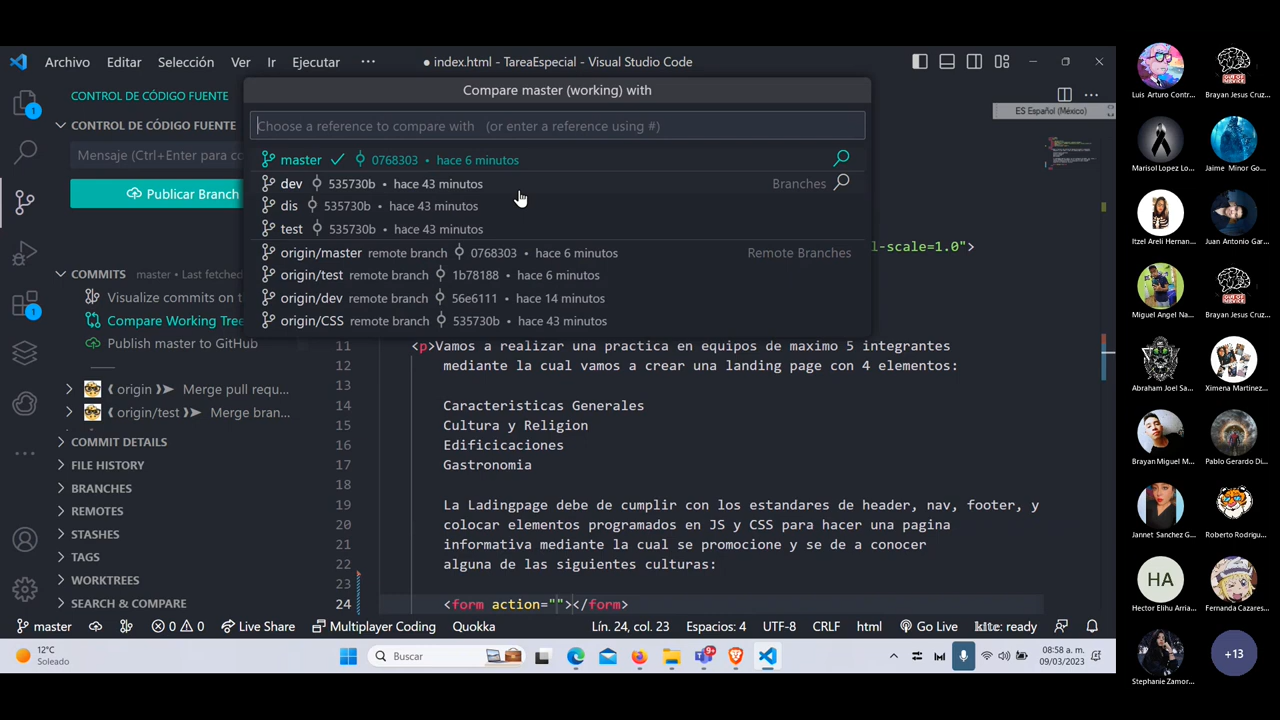 Archivo Editar Selección Ver Ir Ejecutar ··· ● index.html - TareaEspecial - Visual Studio Code
CONTROL DE CÓDIGO FUENTE
CONTROL DE CÓDIGO FUENTE
Mensaje (Ctrl+Enter para co
Publicar Branch
COMMITS master • Last fetched
Visualize commits on t
Compare Working Tree
Publish master to GitHub
origin Merge pull requ...
origin/test Merge bran...
COMMIT DETAILS
FILE HISTORY
BRANCHES
REMOTES
STASHES
TAGS
WORKTREES
SEARCH & COMPARE
1
1
Compare master (working) with
Choose a reference to compare with (or enter a reference using #)
master 0768303 • hace 6 minutos
dev 535730b • hace 43 minutos Branches
dis 535730b • hace 43 minutos
test 535730b • hace 43 minutos
origin/master remote branch 0768303 • hace 6 minutos Remote Branches
origin/test remote branch 1b78188 • hace 6 minutos
origin/dev remote branch 56e6111 • hace 14 minutos
origin/CSS remote branch 535730b • hace 43 minutos
ES Español (México)
l-scale=1.0">
11 <p>Vamos a realizar una practica en equipos de maximo 5 integrantes
12 mediante la cual vamos a crear una landing page con 4 elementos:
13
14 Caracteristicas Generales
15 Cultura y Religion
16 Edificicaciones
17 Gastronomia
18
19 La Ladingpage debe de cumplir con los estandares de header, nav, footer, y
20 colocar elementos programados en JS y CSS para hacer una pagina
21 informativa mediante la cual se promocione y se de a conocer
22 alguna de las siguientes culturas:
23
24 <form action=""></form>
master 0 0 Live Share Multiplayer Coding Quokka Lín. 24, col. 23 Espacios: 4 UTF-8 CRLF html Go Live kite: ready
12°C
Soleado
Buscar
9+
08:58 a. m.
09/03/2023
Luis Arturo Contr...
Brayan Jesus Cruz...
Marisol Lopez Lo...
Jaime Minor Go...
Itzel Areli Hernan...
Juan Antonio Gar...
Miguel Angel Na...
Brayan Jesus Cruz...
Abraham Joel Sa...
Ximena Martinez...
Brayan Miguel M...
Pablo Gerardo Di...
Jannet Sanchez G...
Roberto Rodrigu...
HA
Hector Elihu Arria...
Fernanda Cazares...
Stephanie Zamor...
+13